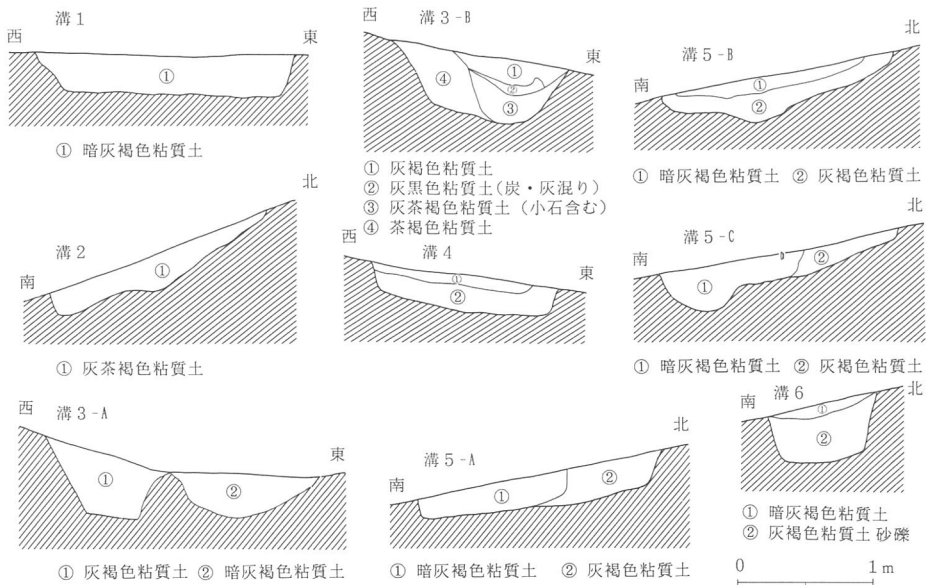 溝1
西 東
①
① 暗灰褐色粘質土
溝2
北
南
①
① 灰茶褐色粘質土
溝3-A
西
東
① ②
① 灰褐色粘質土 ② 暗灰褐色粘質土
溝3-B
西
東
①
②
③
④
① 灰褐色粘質土
② 灰黒色粘質土(炭・灰混り)
③ 灰茶褐色粘質土 (小石含む)
④ 茶褐色粘質土
溝4
西
東
①
②
溝5-A
北
南
① ②
① 暗灰褐色粘質土 ② 灰褐色粘質土
溝5-B
北
南
①
②
① 暗灰褐色粘質土 ② 灰褐色粘質土
溝5-C
北
南
① ②
① 暗灰褐色粘質土 ② 灰褐色粘質土
溝6
南 北
①
②
① 暗灰褐色粘質土
② 灰褐色粘質土砂礫
0 1m